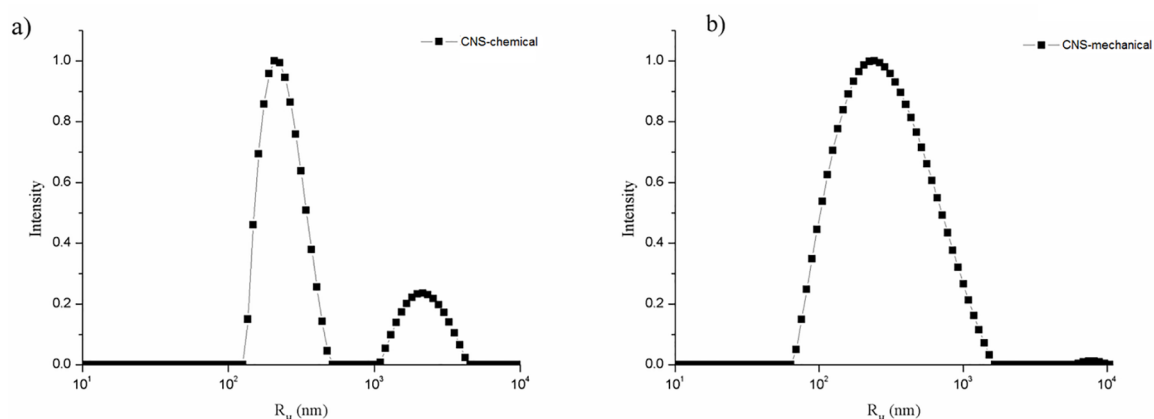 a)
CNS-chemical
Intensity
1.0
0.8
0.6
0.4
0.2
0.0
10¹
10²
10³
10⁴
R_H (nm)
b)
CNS-mechanical
Intensity
1.0
0.8
0.6
0.4
0.2
0.0
10¹
10²
10³
10⁴
R_H (nm)